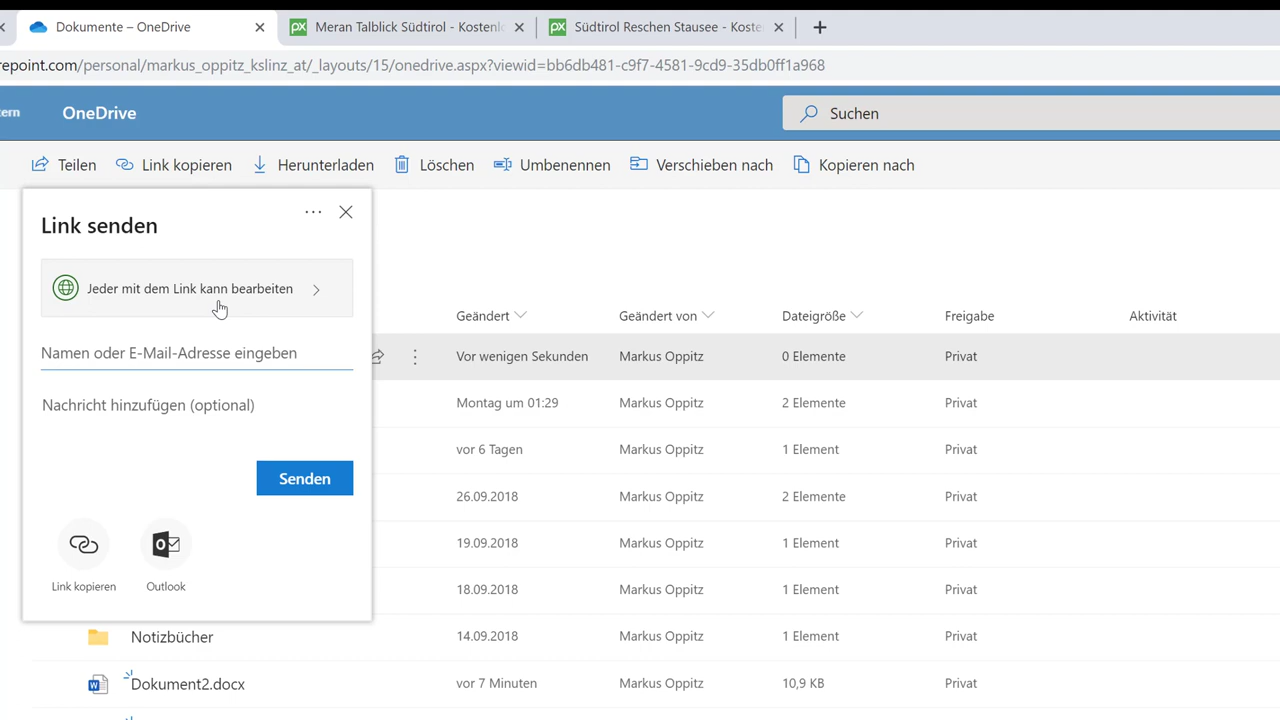 Dokumente – OneDrive
Meran Talblick Südtirol - Kostenlo
Südtirol Reschen Stausee - Koste
repoint.com/personal/markus_oppitz_kslinz_at/_layouts/15/onedrive.aspx?viewid=bb6db481-c9f7-4581-9cd9-35db0ff1a968
tern OneDrive Suchen
Teilen Link kopieren Herunterladen Löschen Umbenennen Verschieben nach Kopieren nach
Link senden
Jeder mit dem Link kann bearbeiten
Namen oder E-Mail-Adresse eingeben
Nachricht hinzufügen (optional)
Senden
Link kopieren Outlook
Geändert Geändert von Dateigröße Freigabe Aktivität
Vor wenigen Sekunden Markus Oppitz 0 Elemente Privat
Montag um 01:29 Markus Oppitz 2 Elemente Privat
vor 6 Tagen Markus Oppitz 1 Element Privat
26.09.2018 Markus Oppitz 2 Elemente Privat
19.09.2018 Markus Oppitz 1 Element Privat
18.09.2018 Markus Oppitz 1 Element Privat
Notizbücher 14.09.2018 Markus Oppitz 1 Element Privat
Dokument2.docx vor 7 Minuten Markus Oppitz 10,9 KB Privat